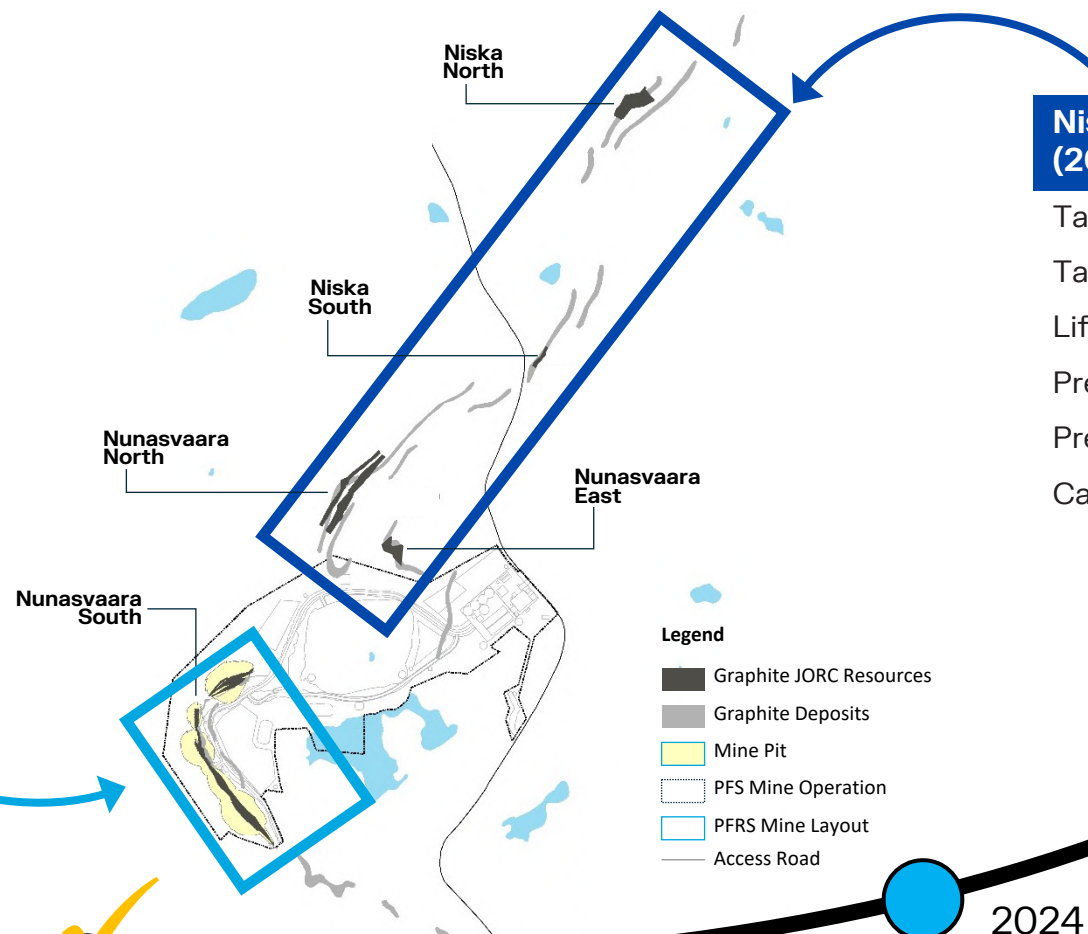 Niska
North
Niska
South
Nunasvaara
North
Nunasvaara
East
Nunasvaara
South
Legend
Graphite JORC Resources
Graphite Deposits
Mine Pit
PFS Mine Operation
PFRS Mine Layout
Access Road
2024